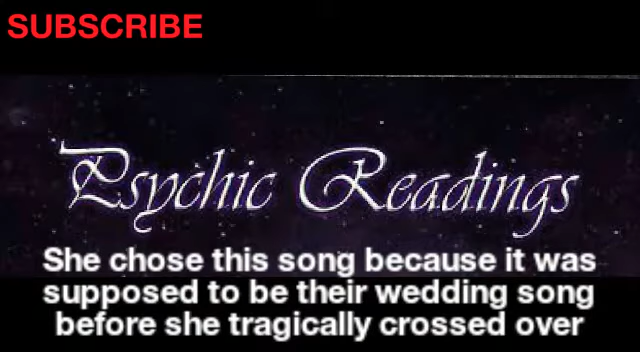 SUBSCRIBE
Psychic Readings
She chose this song because it was
supposed to be their wedding song
before she tragically crossed over